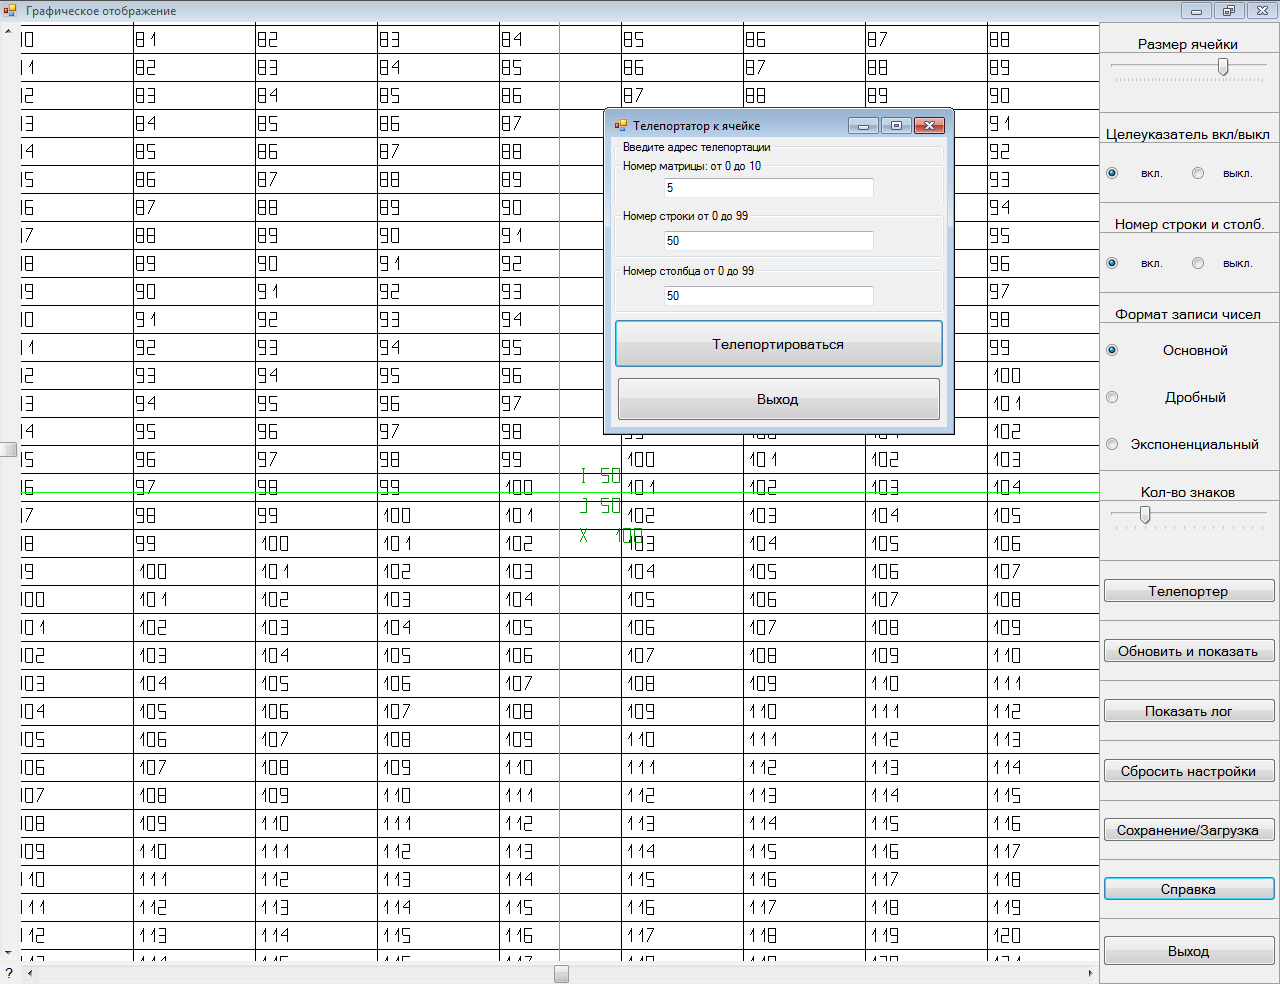 Графическое отображение
10 81 82 83 84 85 86 87 88
11 82 83 84 85 86 87 88 89
12 83 84 85 86 87 88 89 90
13 84 85 86 87 91
14 85 86 87 88 92
15 86 87 88 89 93
16 87 88 89 90 94
17 88 89 90 91 95
18 89 90 91 92 96
19 90 91 92 93 97
10 91 92 93 94 98
11 92 93 94 95 99
12 93 94 95 96 100
13 94 95 96 97 101
14 95 96 97 98 102
15 96 97 98 99 100 101 102 103
16 97 98 99 100 101 102 103 104
17 98 99 100 101 102 103 104 105
18 99 100 101 102 103 104 105 106
19 100 101 102 103 104 105 106 107
100 101 102 103 104 105 106 107 108
101 102 103 104 105 106 107 108 109
102 103 104 105 106 107 108 109 110
103 104 105 106 107 108 109 110 111
104 105 106 107 108 109 110 111 112
105 106 107 108 109 110 111 112 113
106 107 108 109 110 111 112 113 114
107 108 109 110 111 112 113 114 115
108 109 110 111 112 113 114 115 116
109 110 111 112 113 114 115 116 117
110 111 112 113 114 115 116 117 118
111 112 113 114 115 116 117 118 119
112 113 114 115 116 117 118 119 120
I 50
J 50
X 100
?
Телепортатор к ячейке
Введите адрес телепортации
Номер матрицы: от 0 до 10
5
Номер строки от 0 до 99
50
Номер столбца от 0 до 99
50
Телепортироваться
Выход
Размер ячейки
Целеуказатель вкл/выкл
вкл. выкл.
Номер строки и столб.
вкл. выкл.
Формат записи чисел
Основной
Дробный
Экспоненциальный
Кол-во знаков
Телепортер
Обновить и показать
Показать лог
Сбросить настройки
Сохранение/Загрузка
Справка
Выход